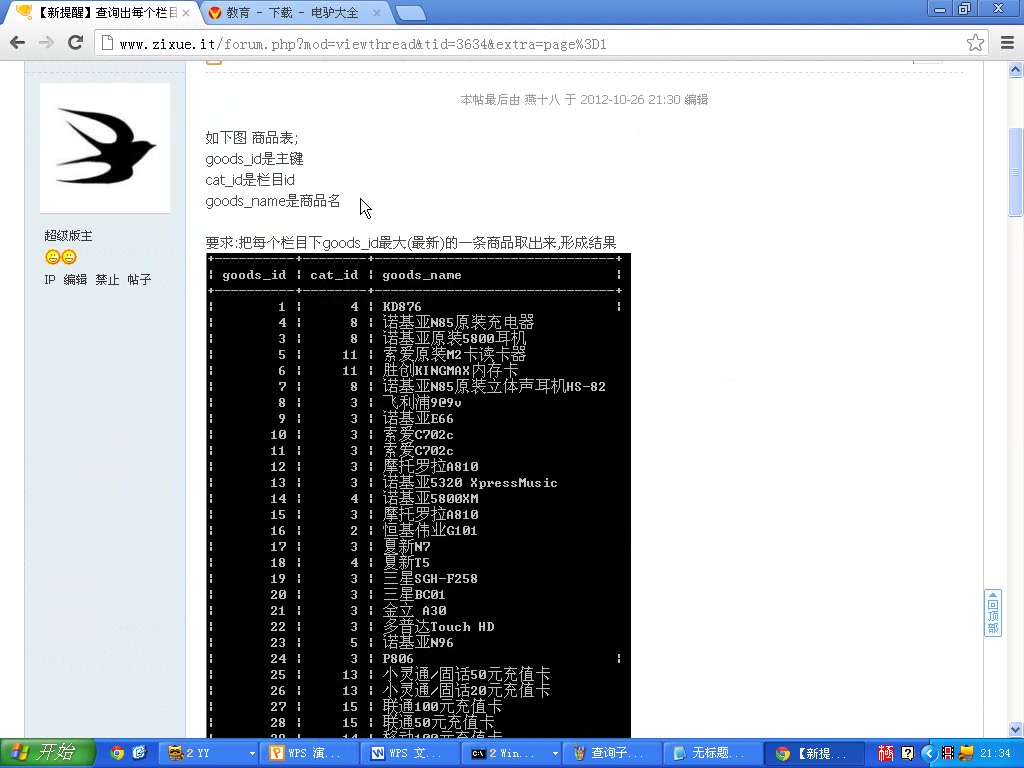 【新提醒】查询出每个栏目
教育 - 下载 - 电驴大全
www.zixue.it/forum.php?mod=viewthread&tid=3634&extra=page%3D1
本帖最后由 燕十八 于 2012-10-26 21:30 编辑
如下图 商品表;
goods_id是主键
cat_id是栏目id
goods_name是商品名
超级版主
IP 编辑 禁止 帖子
要求:把每个栏目下goods_id最大(最新)的一条商品取出来,形成结果
goods_id | cat_id | goods_name
1 | 4 | KD876
4 | 8 | 诺基亚N85原装充电器
3 | 8 | 诺基亚原装5800耳机
5 | 11 | 索爱原装M2卡读卡器
6 | 11 | 胜创KINGMAX内存卡
7 | 8 | 诺基亚N85原装立体声耳机HS-82
8 | 3 | 飞利浦9@9v
9 | 3 | 诺基亚E66
10 | 3 | 索爱C702c
11 | 3 | 索爱C702c
12 | 3 | 摩托罗拉A810
13 | 3 | 诺基亚5320 XpressMusic
14 | 4 | 诺基亚5800XM
15 | 3 | 摩托罗拉A810
16 | 2 | 恒基伟业G101
17 | 3 | 夏新N7
18 | 4 | 夏新T5
19 | 3 | 三星SGH-F258
20 | 3 | 三星BC01
21 | 3 | 金立 A30
22 | 3 | 多普达Touch HD
23 | 5 | 诺基亚N96
24 | 3 | P806
25 | 13 | 小灵通/固话50元充值卡
26 | 13 | 小灵通/固话20元充值卡
27 | 15 | 联通100元充值卡
28 | 15 | 联通50元充值卡
回顶部
开始
2 YY
WPS 演...
WPS 文...
2 Win...
查询子...
无标题...
【新提...
21:34